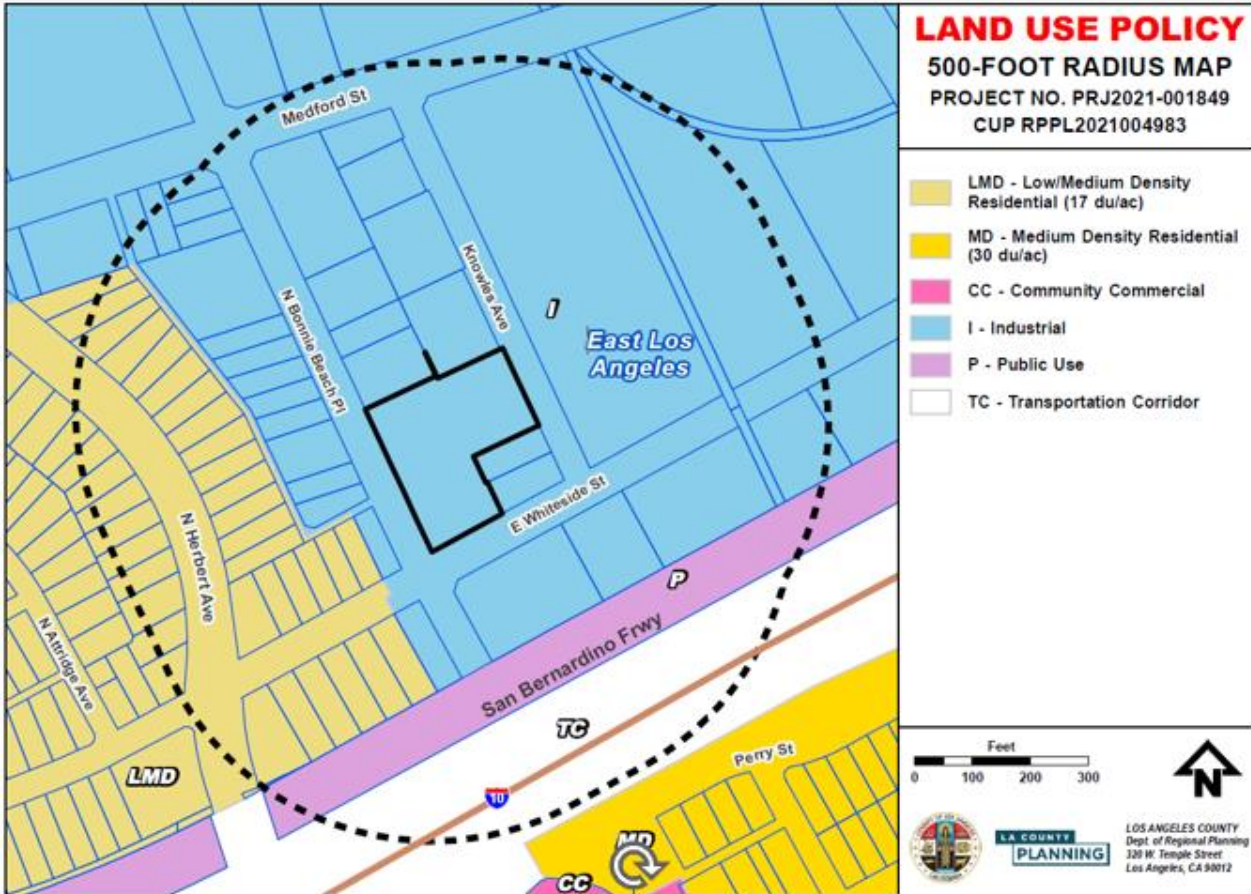 LAND USE POLICY
500-FOOT RADIUS MAP
PROJECT NO. PRJ2021-001849
CUP RPPL2021004983
LMD - Low/Medium Density
Residential (17 du/ac)
MD - Medium Density Residential
(30 du/ac)
CC - Community Commercial
I - Industrial
P - Public Use
TC - Transportation Corridor
Medford St
Knowles Ave
N Bonnie Beach Pl
I
East Los
Angeles
E Whiteside St
N Herbert Ave
N Attridge Ave
P
San Bernardino Frwy
TC
LMD
Perry St
10
MD
CC
Feet
0 100 200 300
N
LA COUNTY
PLANNING
LOS ANGELES COUNTY
Dept. of Regional Planning
320 W. Temple Street
Los Angeles, CA 90012